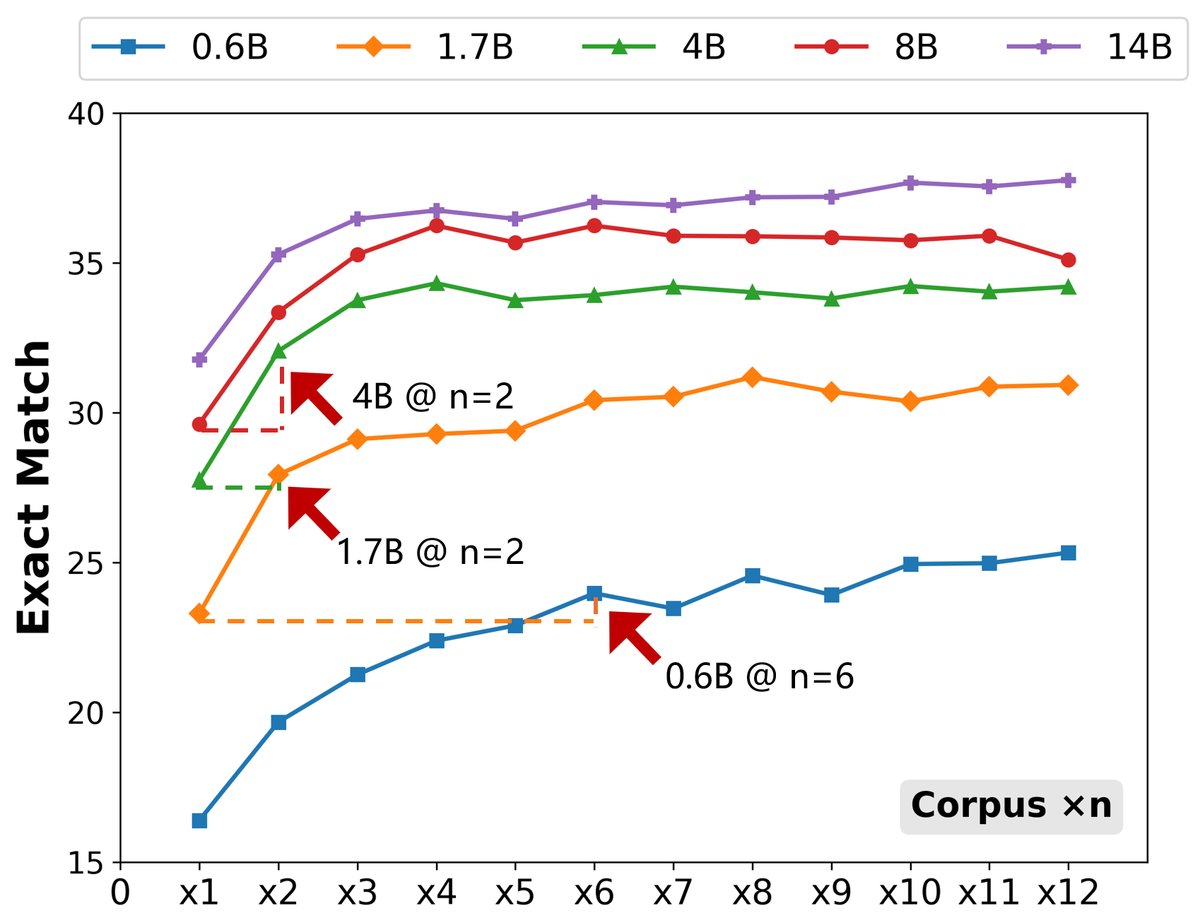 0.6B 1.7B 4B 8B 14B
Exact Match
40
35
30
25
20
15
4B @ n=2
1.7B @ n=2
0.6B @ n=6
Corpus ×n
0 x1 x2 x3 x4 x5 x6 x7 x8 x9 x10 x11 x12